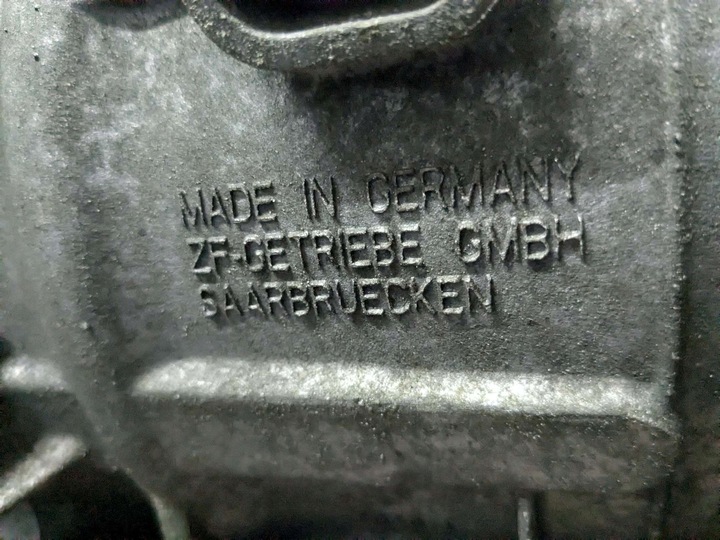 MADE IN GERMANY
ZF-GETRIEBE GMBH
SAARBRUECKEN